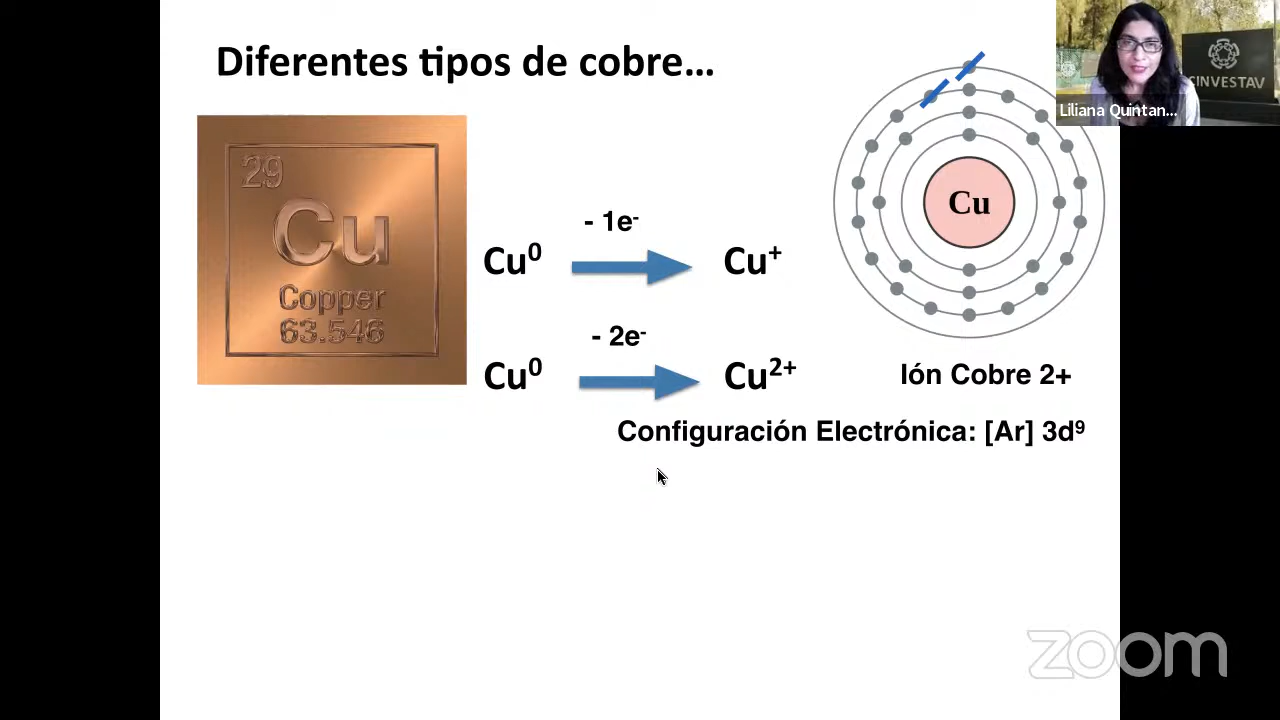 Diferentes tipos de cobre...
29
Cu
Copper
63.546
Cu⁰
- 1e⁻
Cu⁺
Cu⁰
- 2e⁻
Cu²⁺
Cu
Ión Cobre 2+
Configuración Electrónica: [Ar] 3d⁹
CINVESTAV
Liliana Quintan...
zoom